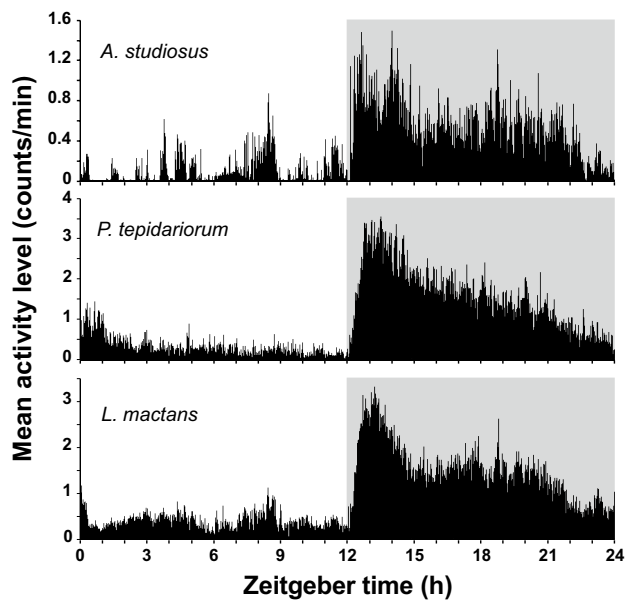 Mean activity level (counts/min)
1.6
1.2
0.8
0.4
0
A. studiosus
4
3
2
1
0
P. tepidariorum
3
2
1
0
L. mactans
0 3 6 9 12 15 18 21 24
Zeitgeber time (h)